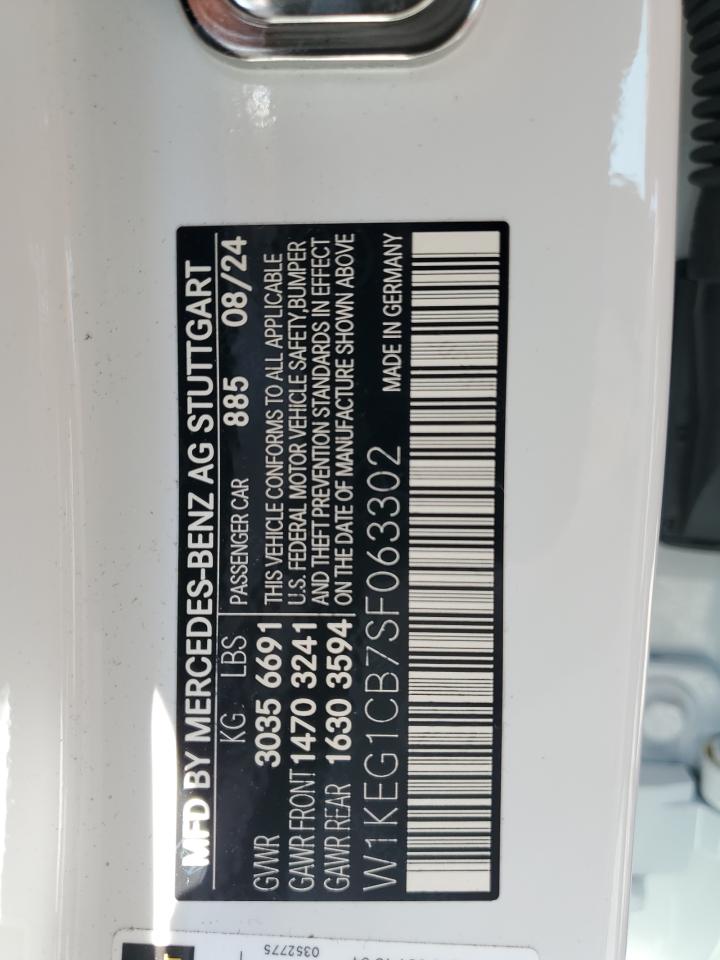 MFD BY MERCEDES-BENZ AG STUTTGART
KG LBS PASSENGER CAR 885 08/24
GVWR 3035 6691
GAWR FRONT 1470 3241
GAWR REAR 1630 3594
THIS VEHICLE CONFORMS TO ALL APPLICABLE
U.S. FEDERAL MOTOR VEHICLE SAFETY,BUMPER
AND THEFT PREVENTION STANDARDS IN EFFECT
ON THE DATE OF MANUFACTURE SHOWN ABOVE
W1KEG1CB7SF063302 MADE IN GERMANY
0352775